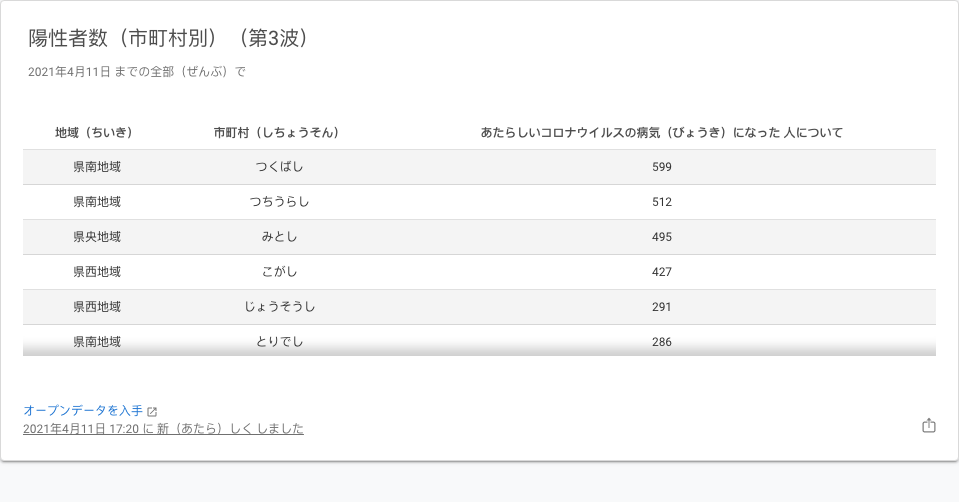 陽性者数（市町村別）（第3波）
2021年4月11日 までの全部（ぜんぶ）で
地域（ちいき） 市町村（しちょうそん） あたらしいコロナウイルスの病気（びょうき）になった 人について
県南地域 つくばし 599
県南地域 つちうらし 512
県央地域 みとし 495
県西地域 こがし 427
県西地域 じょうそうし 291
県南地域 とりでし 286
オープンデータを入手
2021年4月11日 17:20 に 新（あたら）しく しました